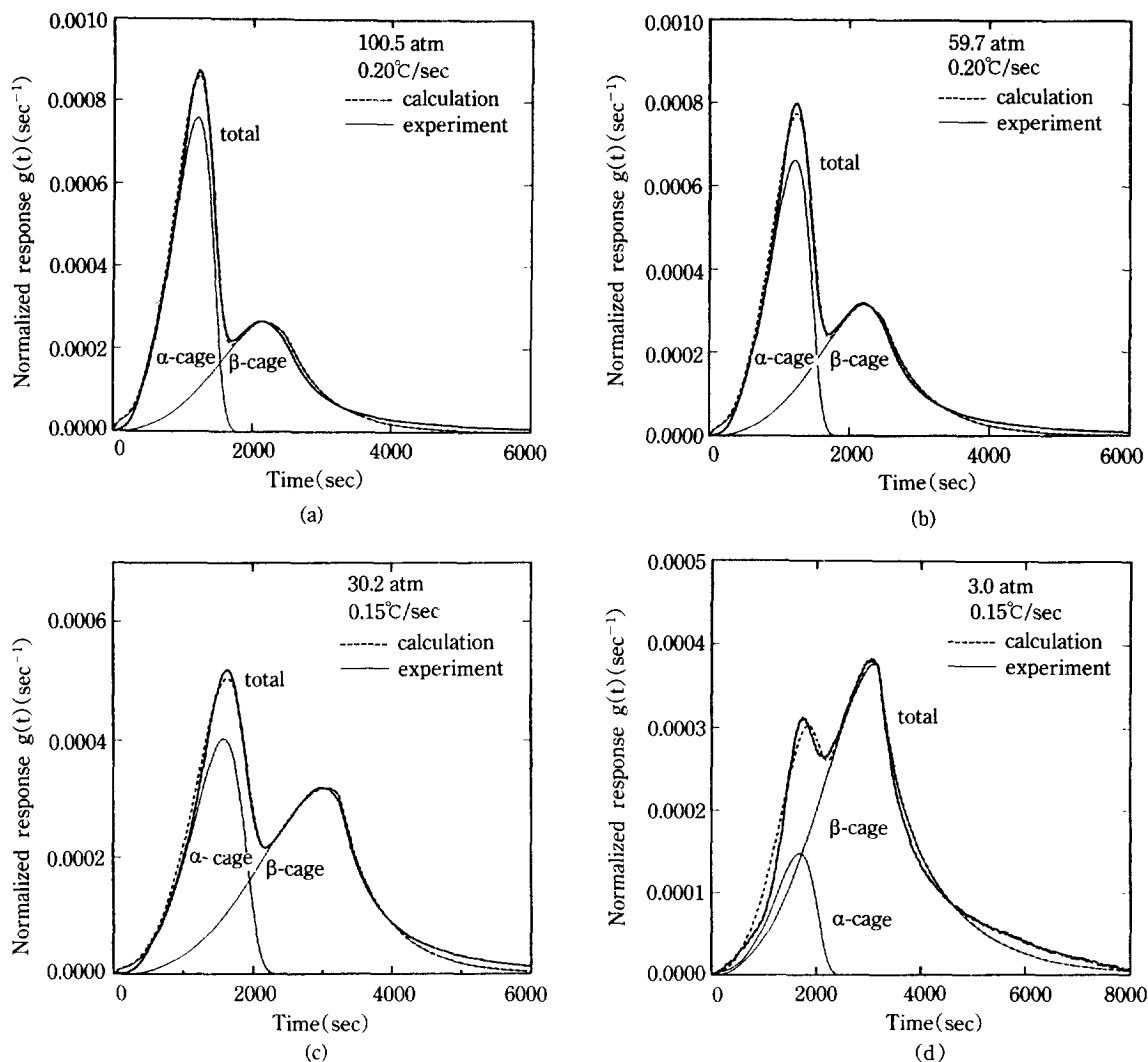 0.0010
0.0008
0.0006
0.0004
0.0002
0.0000
Normalized response g(t)(sec⁻¹)
100.5 atm
0.20℃/sec
calculation
experiment
total
α-cage
β-cage
0 2000 4000 6000
Time(sec)
(a)
0.0010
0.0008
0.0006
0.0004
0.0002
0.0000
Normalized response g(t)(sec⁻¹)
59.7 atm
0.20℃/sec
calculation
experiment
total
α-cage
β-cage
0 2000 4000 6000
Time(sec)
(b)
0.0006
0.0004
0.0002
0.0000
Normalized response g(t)(sec⁻¹)
30.2 atm
0.15℃/sec
calculation
experiment
total
α- cage
β-cage
0 2000 4000 6000
Time(sec)
(c)
0.0005
0.0004
0.0003
0.0002
0.0001
0.0000
Normalized response g(t)(sec⁻¹)
3.0 atm
0.15℃/sec
calculation
experiment
total
β-cage
α-cage
0 2000 4000 6000 8000
Time(sec)
(d)